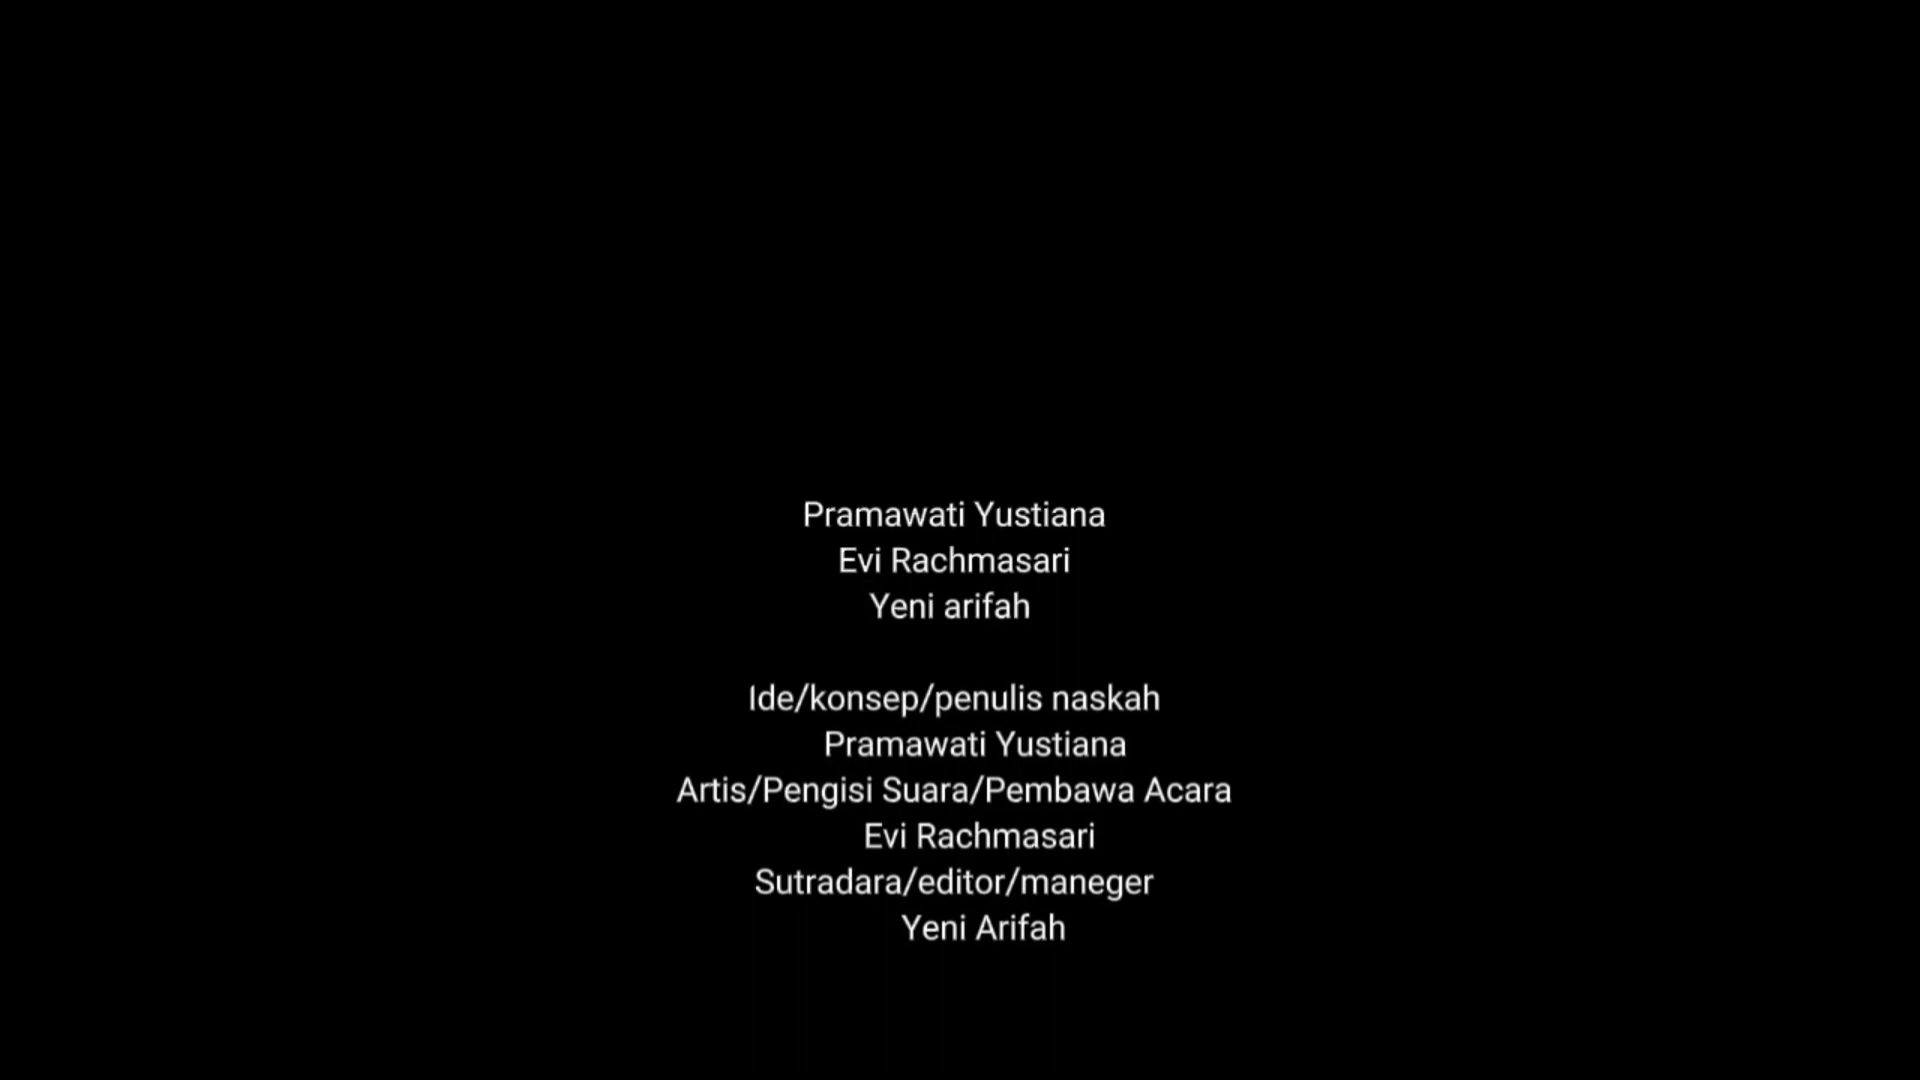 Pramawati Yustiana
Evi Rachmasari
Yeni arifah
Ide/konsep/penulis naskah
Pramawati Yustiana
Artis/Pengisi Suara/Pembawa Acara
Evi Rachmasari
Sutradara/editor/maneger
Yeni Arifah